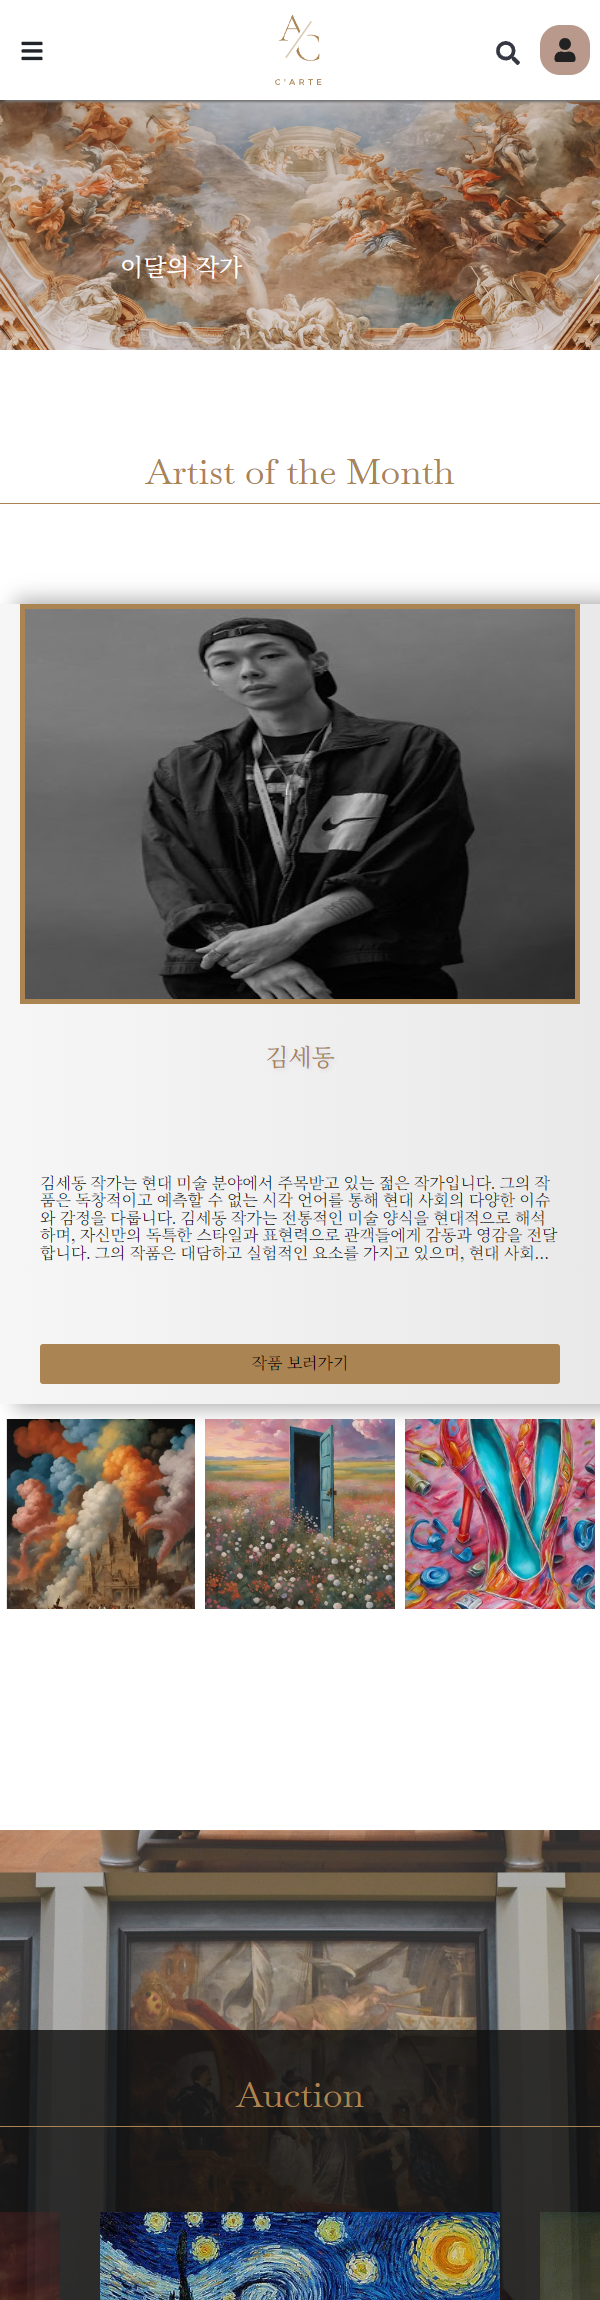 A/C
C'ARTE
이달의 작가
Artist of the Month
김세동
김세동 작가는 현대 미술 분야에서 주목받고 있는 젊은 작가입니다. 그의 작
품은 독창적이고 예측할 수 없는 시각 언어를 통해 현대 사회의 다양한 이슈
와 감정을 다룹니다. 김세동 작가는 전통적인 미술 양식을 현대적으로 해석
하며, 자신만의 독특한 스타일과 표현력으로 관객들에게 감동과 영감을 전달
합니다. 그의 작품은 대담하고 실험적인 요소를 가지고 있으며, 현대 사회...
작품 보러가기
Auction